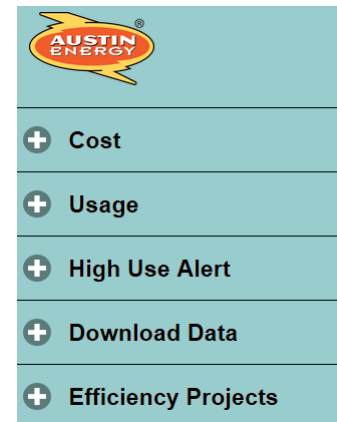 AUSTIN
ENERGY
®
Cost
Usage
High Use Alert
Download Data
Efficiency Projects